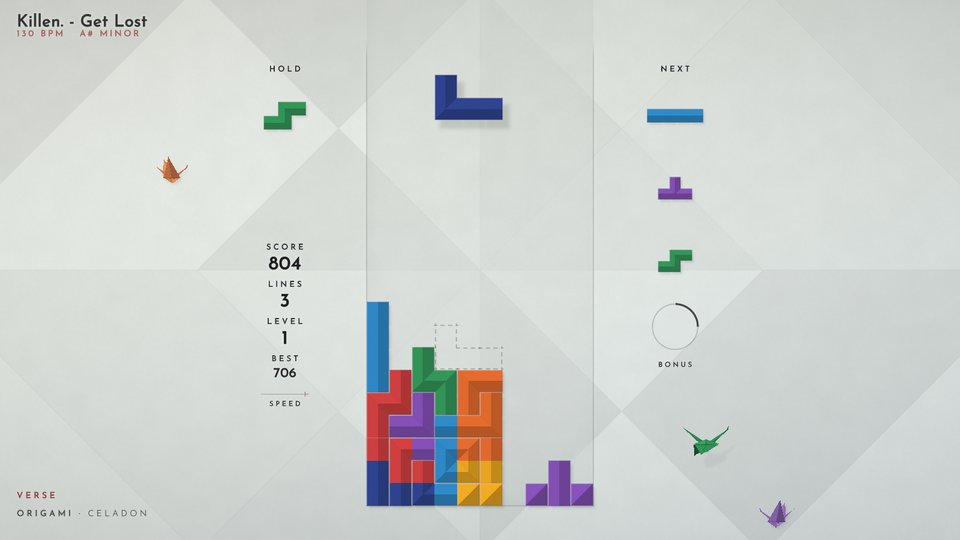 Killen. - Get Lost
130 BPM A# MINOR
HOLD
NEXT
SCORE
804
LINES
3
LEVEL
1
BEST
706
SPEED
BONUS
VERSE
ORIGAMI · CELADON